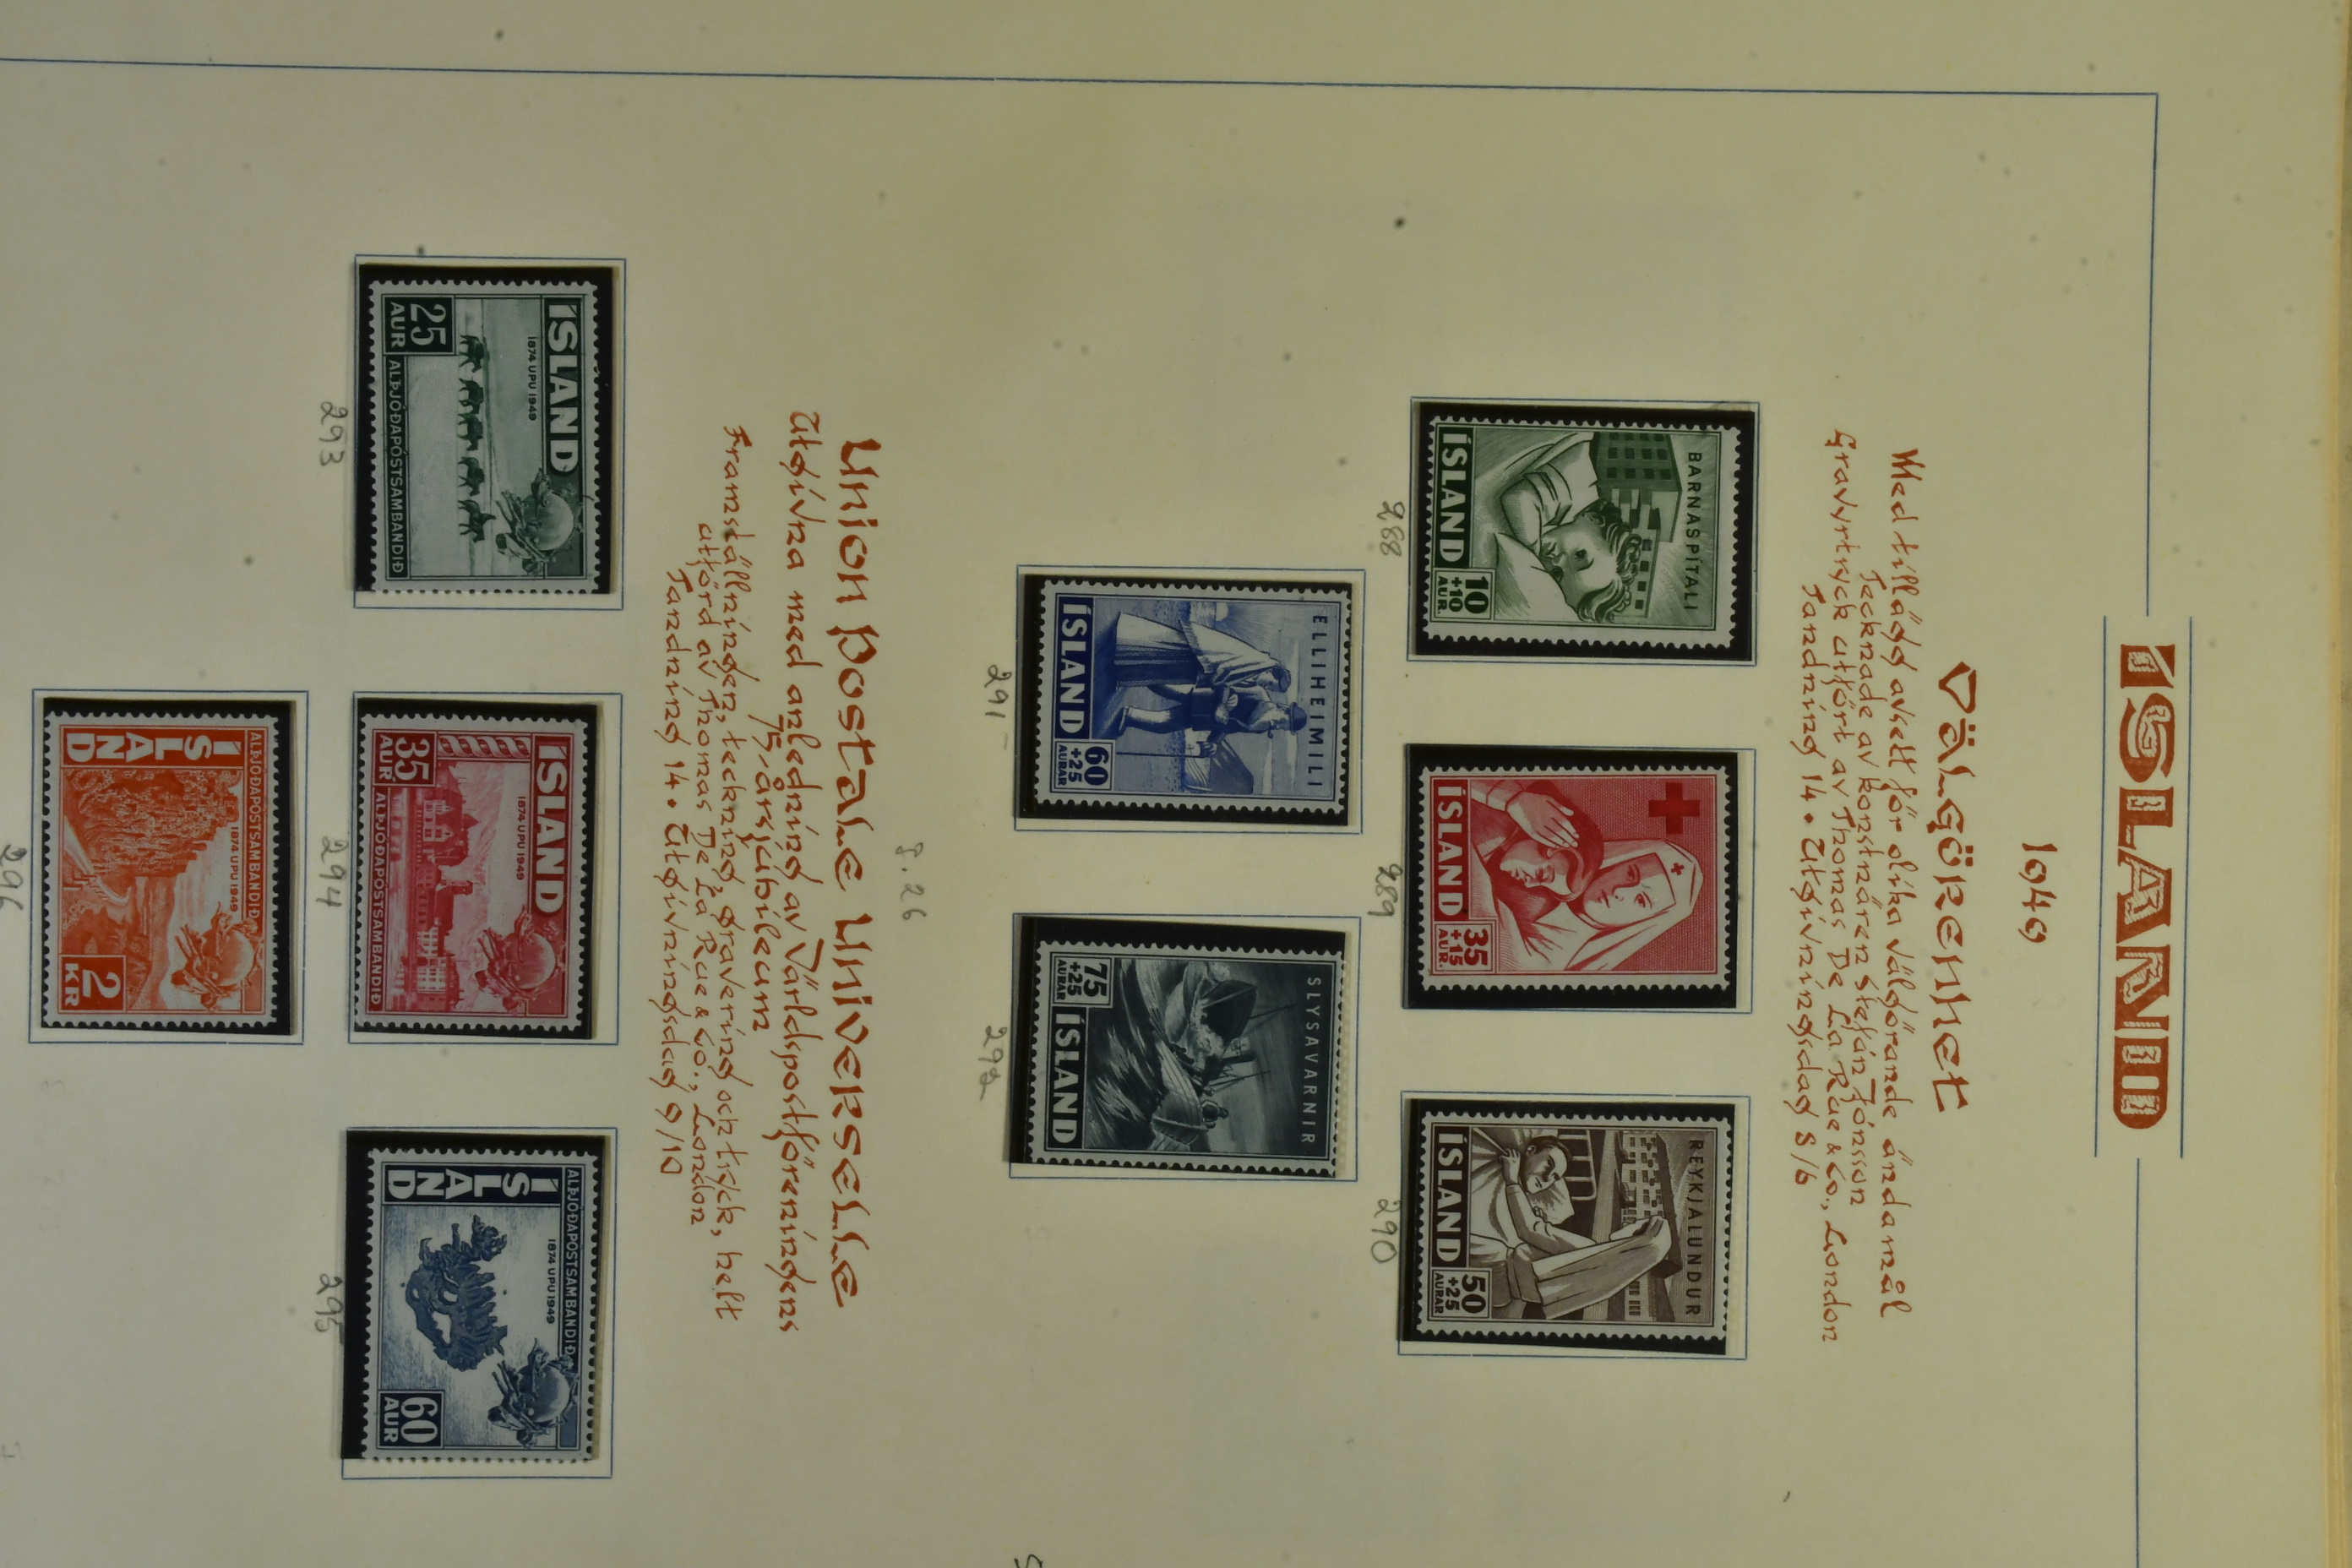 ÍSLAND
1949
Välgörenhet
Med tillägg avsett för olika välgörande ändamål
Tecknade av konstnären Stefán Jónsson
Gravyrtryck utfört av Thomas De La Rue & Co., London
Tandning 14 • Utgivningsdag 8/6
BARNASPÍTALI
ÍSLAND
10
+10
AUR.
288
ÍSLAND
35
+15
AUR.
289
REYKJALUNDUR
ÍSLAND
50
+25
AURAR
290
ELLIHEIMILI
ÍSLAND
60
+25
AURAR
291
SLYSAVARNIR
75
+25
AURAR
ÍSLAND
292
8.26
Union postale universelle
Utgivna med anledning av Världspostföreningens
75-årsjubileum
Framställningen, teckning, gravering och tryck, helt
utförd av Thomas De La Rue & Co., London
Tandning 14 • Utgivningsdag 9/10
ÍSLAND
1874 UPU 1949
25
AUR
ALÞJÓÐAPÓSTSAMBANDIÐ
293
ÍSLAND
1874 UPU 1949
35
AUR
ALÞJÓÐAPÓSTSAMBANDIÐ
294
ALÞJÓÐAPÓSTSAMBANDIÐ
1874 UPU 1949
ÍSLAND
60
AUR
295
ALÞJÓÐAPÓSTSAMBANDIÐ
1874 UPU 1949
ÍSLAND
2
KR
296